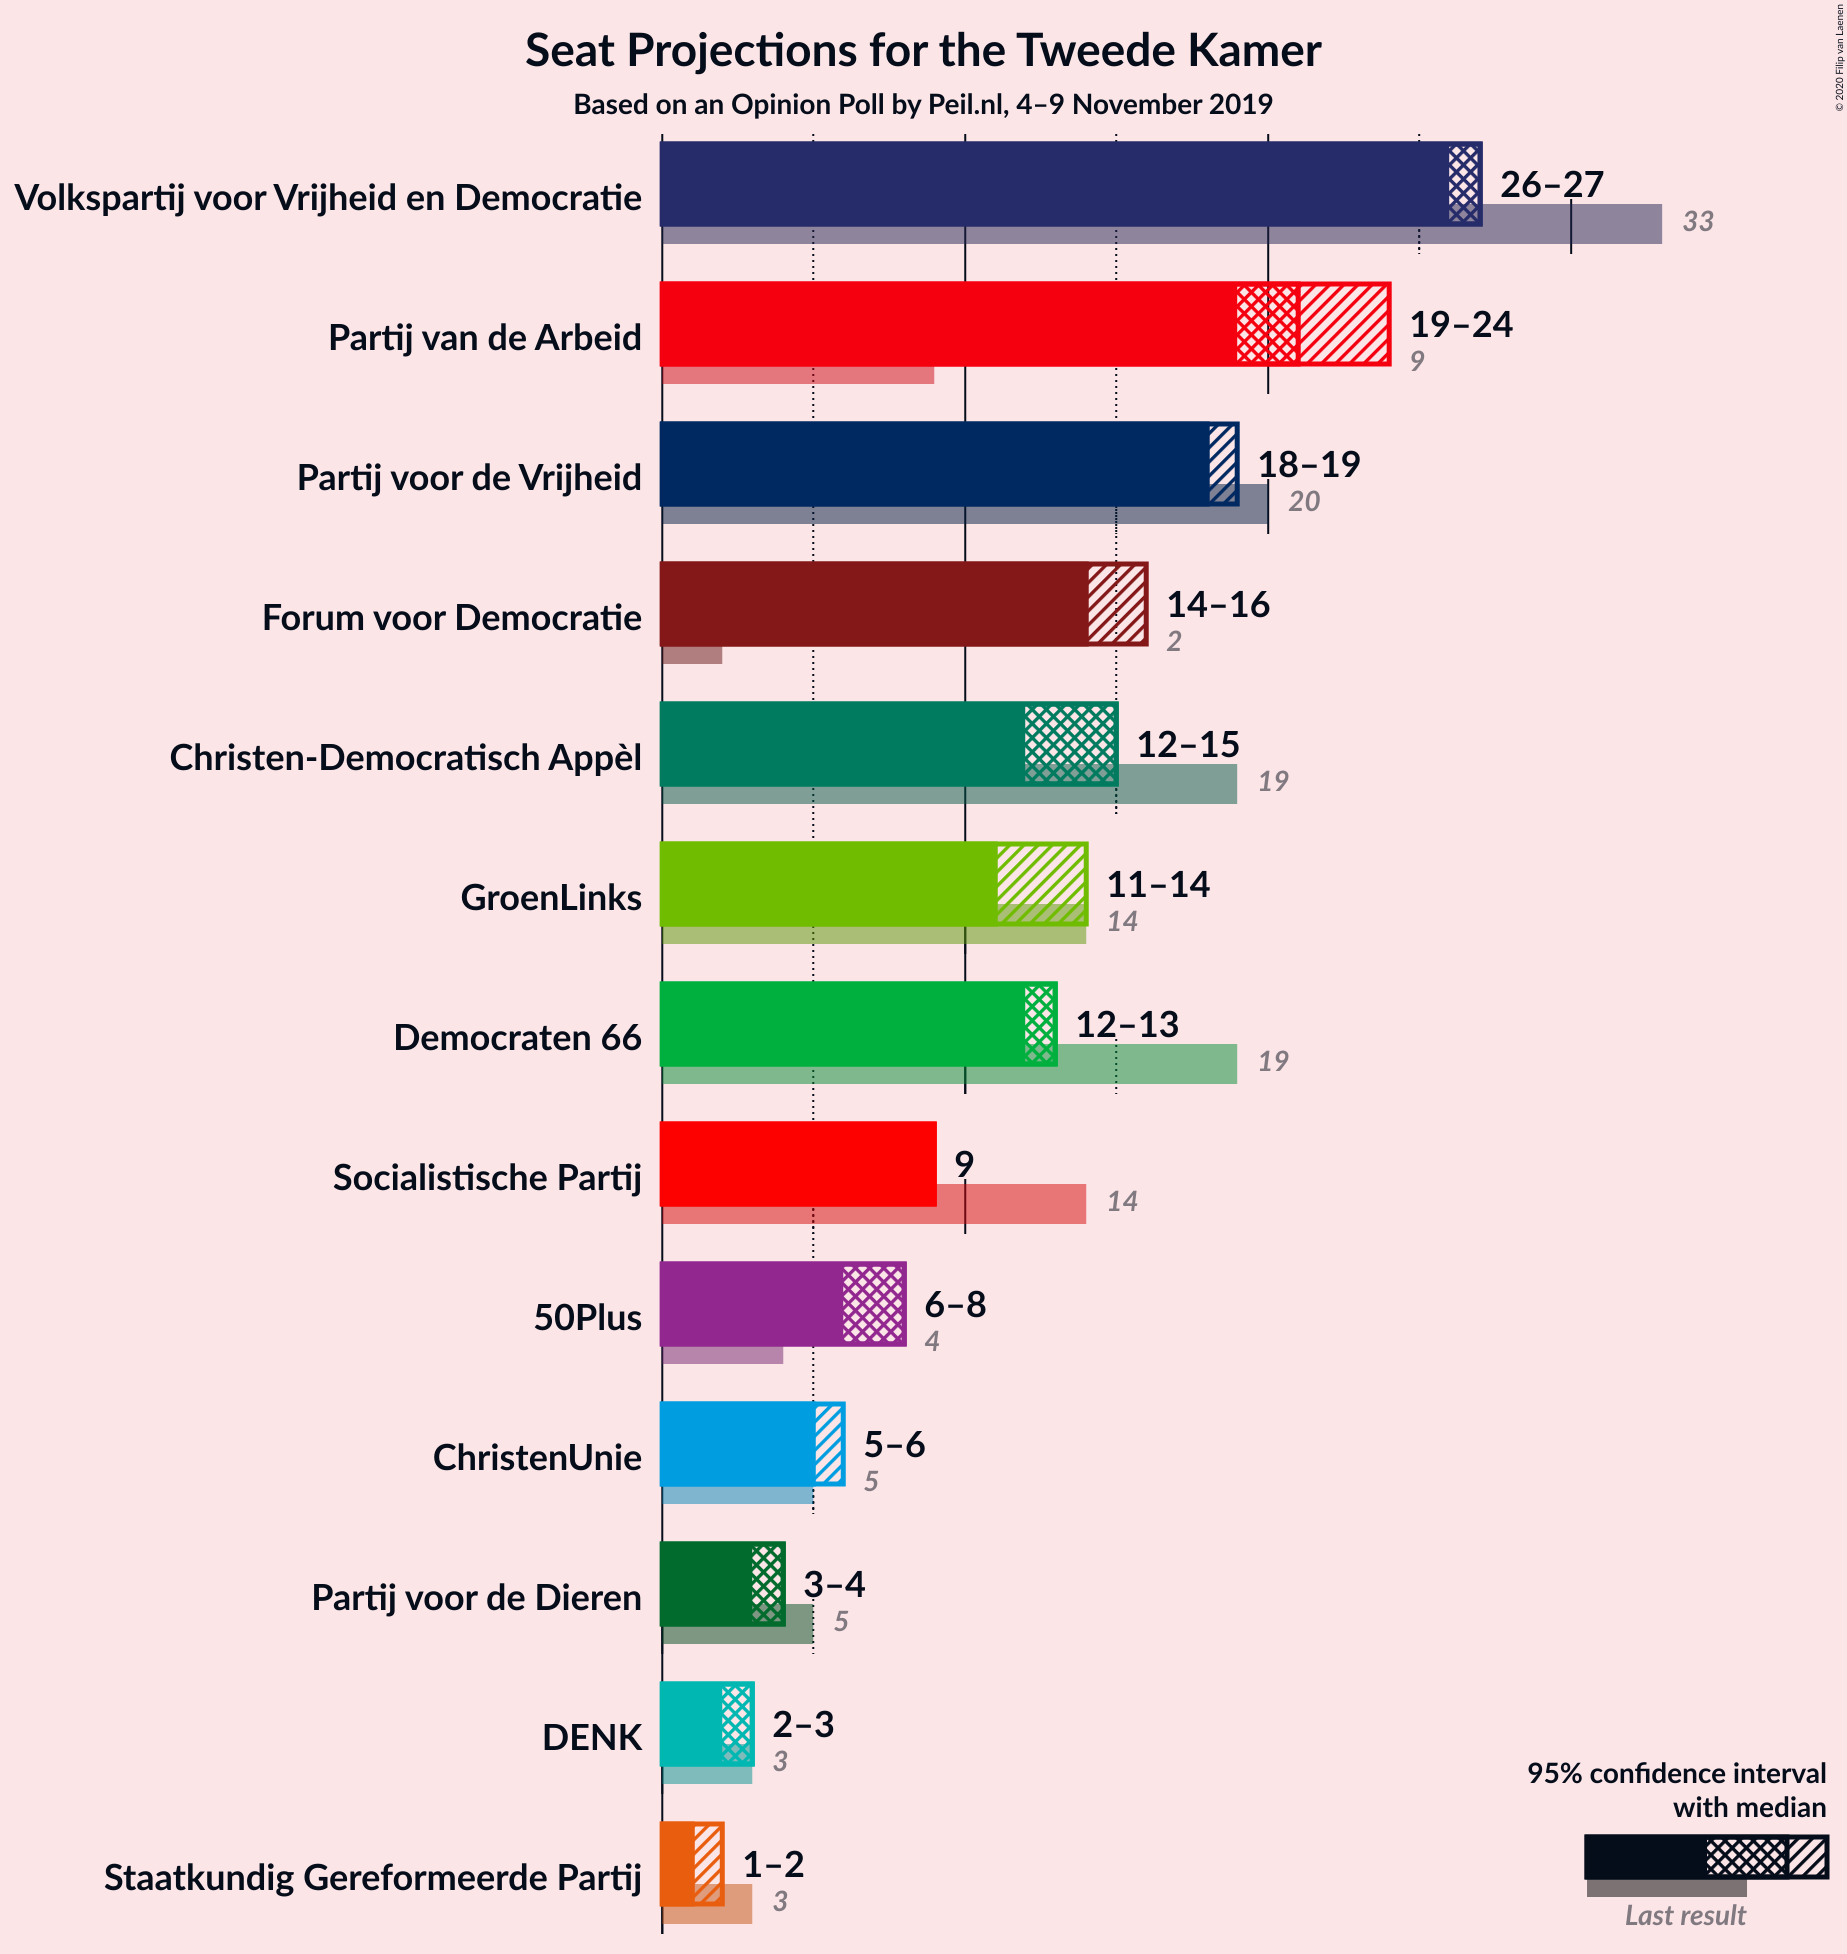 Seat Projections for the Tweede Kamer
Based on an Opinion Poll by Peil.nl, 4–9 November 2019
© 2020 Filip van Laenen
Volkspartij voor Vrijheid en Democratie
26–27
33
Partij van de Arbeid
19–24
9
Partij voor de Vrijheid
18–19
20
Forum voor Democratie
14–16
2
Christen-Democratisch Appèl
12–15
19
GroenLinks
11–14
14
Democraten 66
12–13
19
Socialistische Partij
9
14
50Plus
6–8
4
ChristenUnie
5–6
5
Partij voor de Dieren
3–4
5
DENK
2–3
3
Staatkundig Gereformeerde Partij
1–2
3
95% confidence interval
with median
Last result